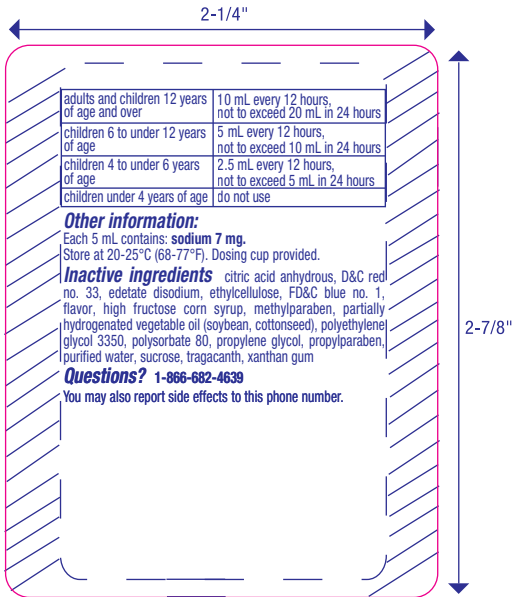 2-1/4"
adults and children 12 years of age and over | 10 mL every 12 hours, not to exceed 20 mL in 24 hours
children 6 to under 12 years of age | 5 mL every 12 hours, not to exceed 10 mL in 24 hours
children 4 to under 6 years of age | 2.5 mL every 12 hours, not to exceed 5 mL in 24 hours
children under 4 years of age | do not use
Other information:
Each 5 mL contains: sodium 7 mg.
Store at 20-25°C (68-77°F). Dosing cup provided.
Inactive ingredients citric acid anhydrous, D&C red
no. 33, edetate disodium, ethylcellulose, FD&C blue no. 1,
flavor, high fructose corn syrup, methylparaben, partially
hydrogenated vegetable oil (soybean, cottonseed), polyethylene
glycol 3350, polysorbate 80, propylene glycol, propylparaben,
purified water, sucrose, tragacanth, xanthan gum
Questions? 1-866-682-4639
You may also report side effects to this phone number.
2-7/8"